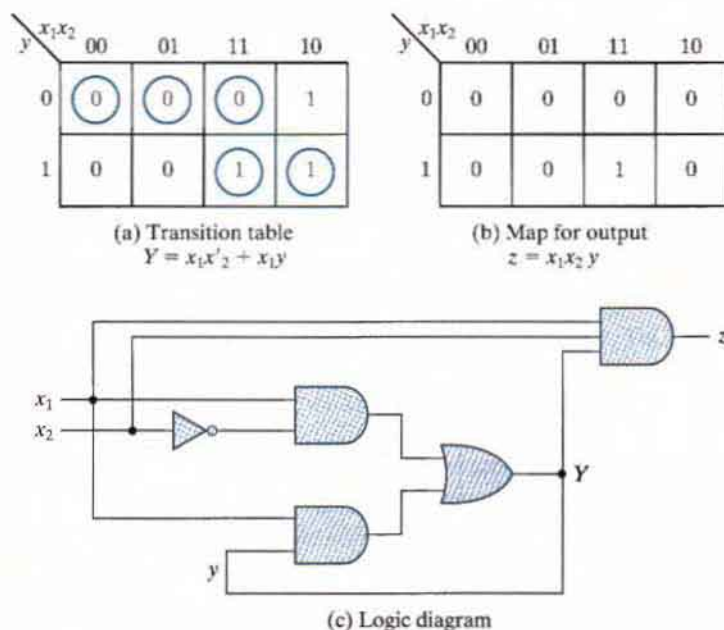 x₁x₂ x₁x₂
y 00 01 11 10 y 00 01 11 10
0 0 0 0 1 0 0 0 0 0
1 0 0 1 1 1 0 0 1 0
(a) Transition table (b) Map for output
Y = x₁x'₂ + x₁y z = x₁x₂ y
z
x₁
x₂
Y
y
(c) Logic diagram